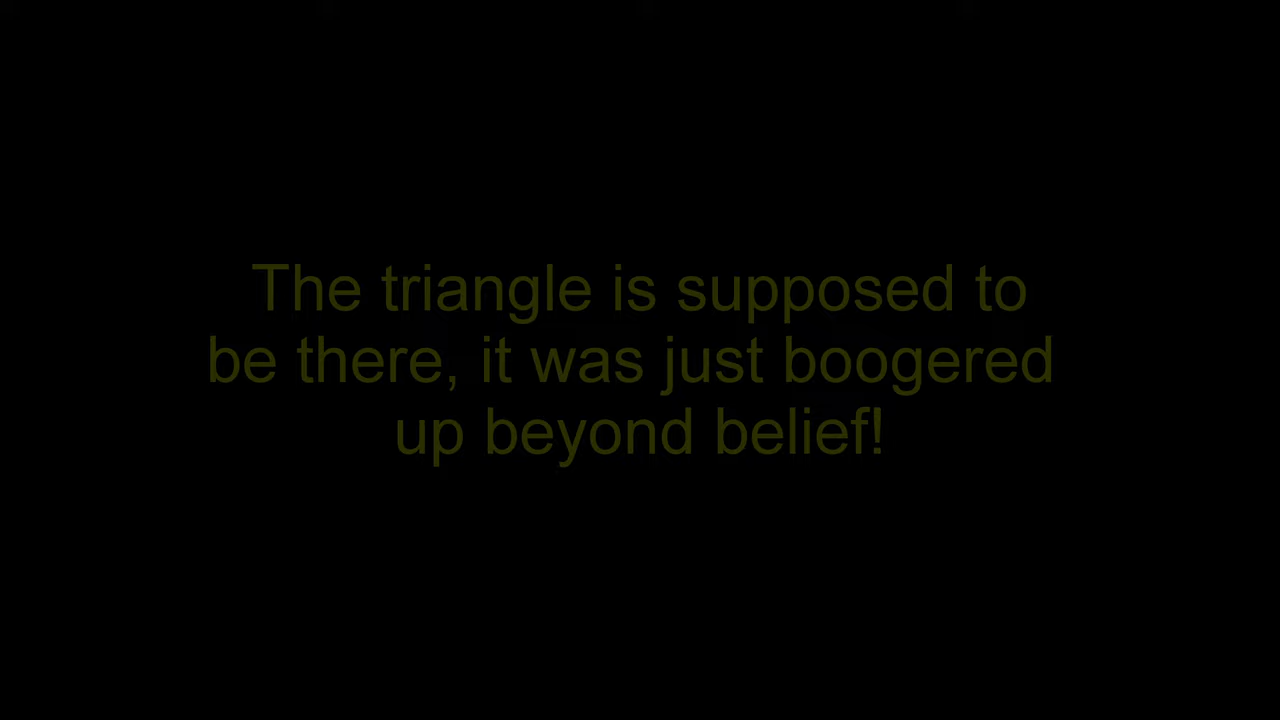 The triangle is supposed to
be there, it was just boogered
up beyond belief!